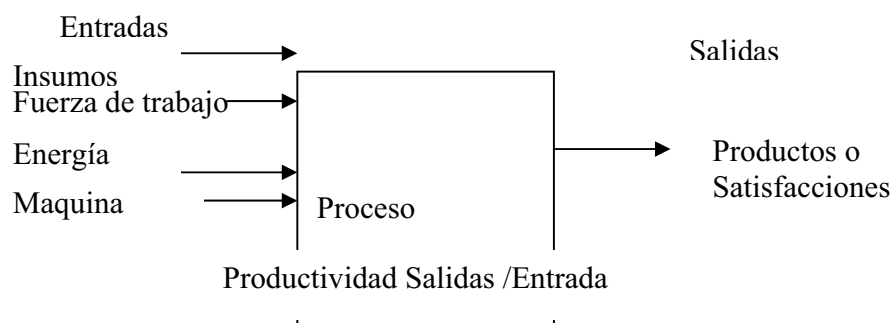 Entradas
Salidas
Insumos
Fuerza de trabajo
Energía
Productos o
Satisfacciones
Maquina
Proceso
Productividad Salidas /Entrada